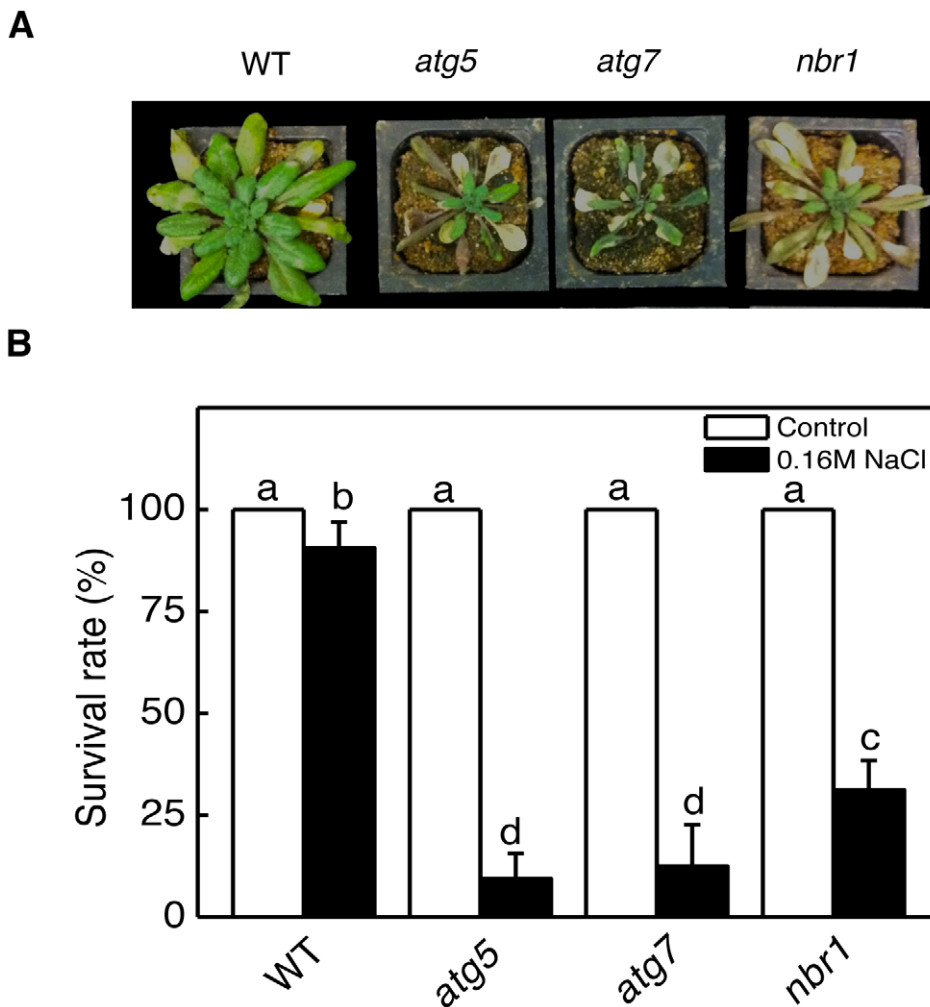 A
WT atg5 atg7 nbr1
B
Control
0.16M NaCl
a b a a a
100
75
50
25
0
c
d d
Survival rate (%)
WT atg5 atg7 nbr1